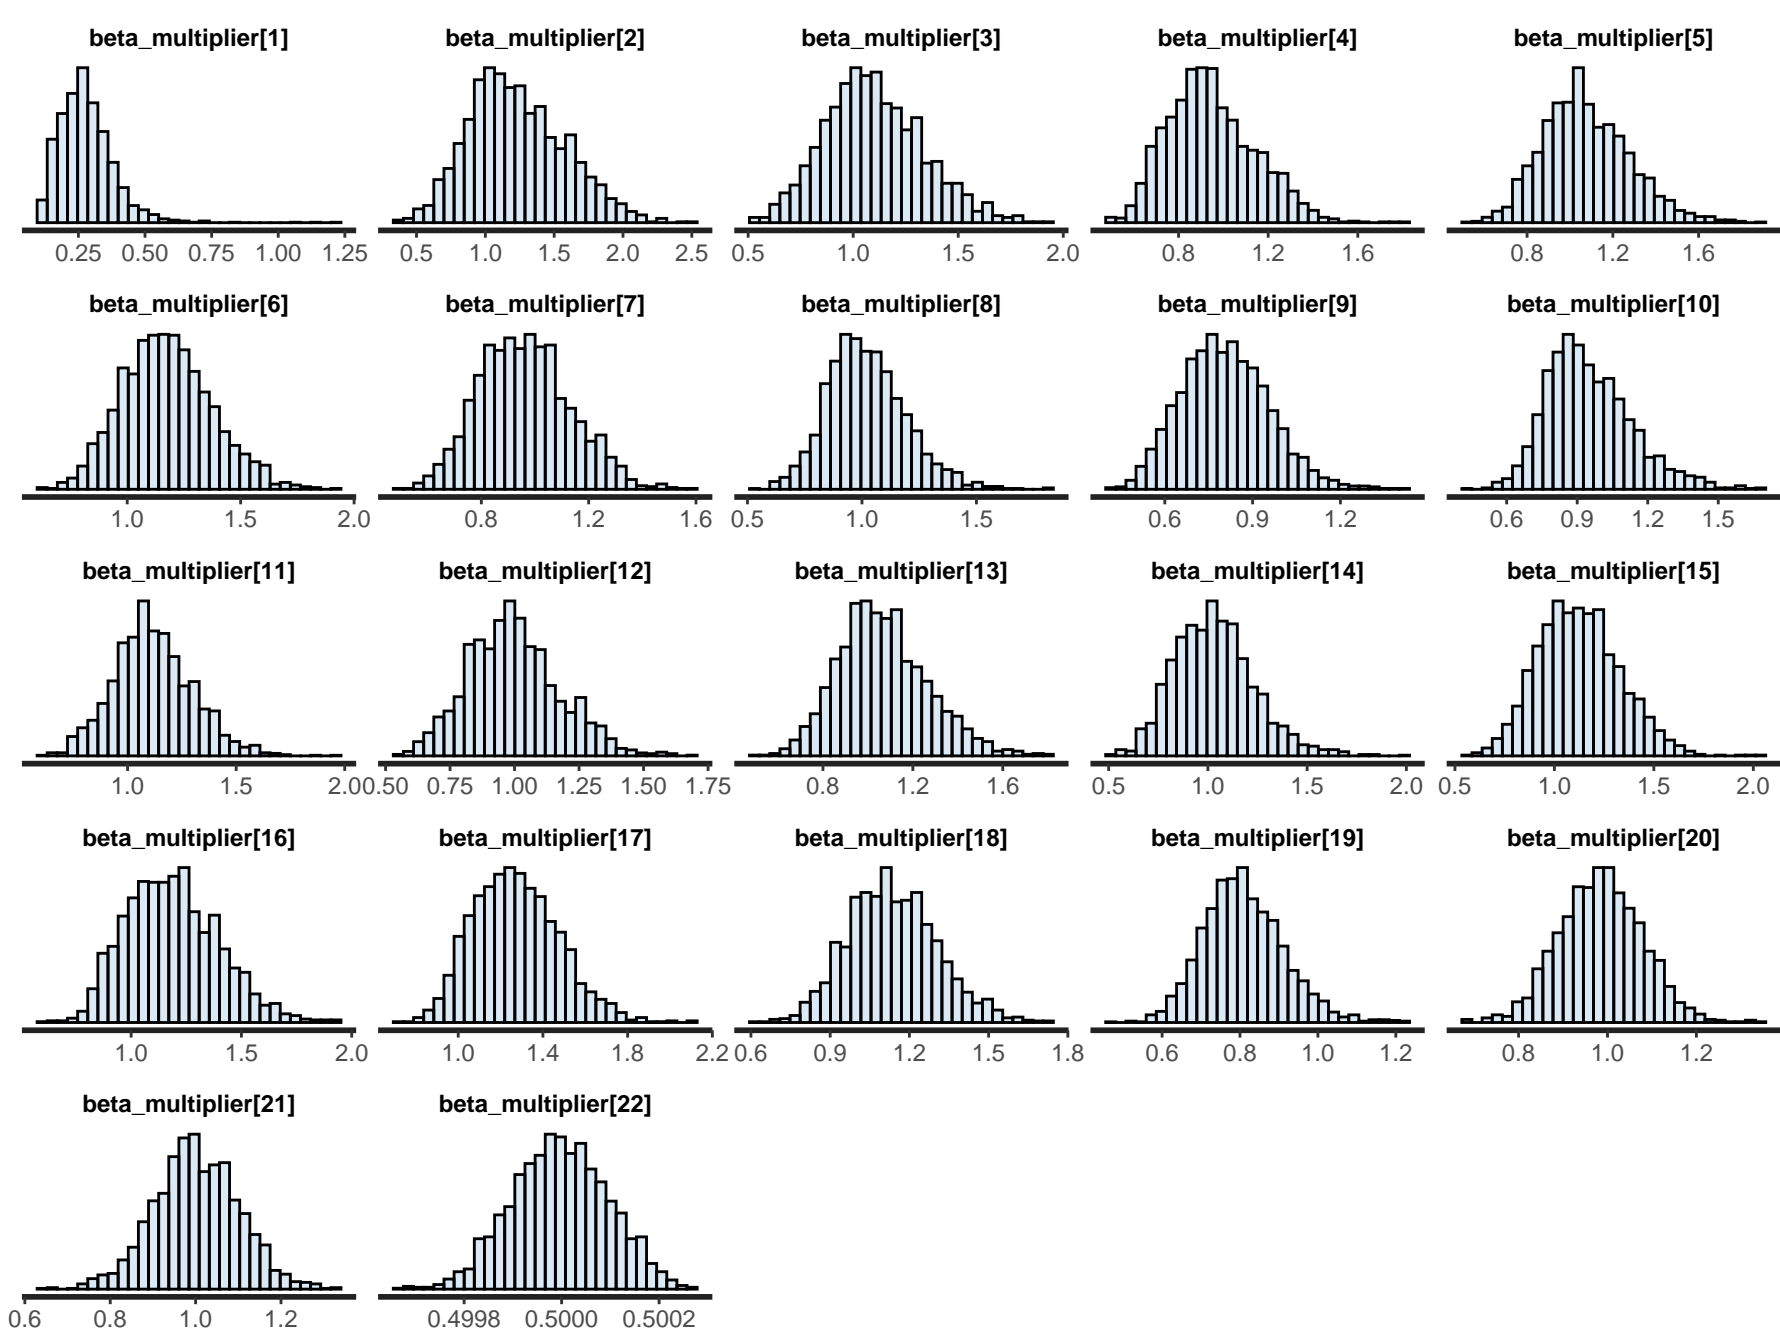 beta_multiplier[1] beta_multiplier[2] beta_multiplier[3] beta_multiplier[4] beta_multiplier[5]
0.25 0.50 0.75 1.00 1.25 0.5 1.0 1.5 2.0 2.5 0.5 1.0 1.5 2.0 0.8 1.2 1.6 0.8 1.2 1.6
beta_multiplier[6] beta_multiplier[7] beta_multiplier[8] beta_multiplier[9] beta_multiplier[10]
1.0 1.5 2.0 0.8 1.2 1.6 0.5 1.0 1.5 0.6 0.9 1.2 0.6 0.9 1.2 1.5
beta_multiplier[11] beta_multiplier[12] beta_multiplier[13] beta_multiplier[14] beta_multiplier[15]
1.0 1.5 2.0 0.50 0.75 1.00 1.25 1.50 1.75 0.8 1.2 1.6 0.5 1.0 1.5 2.0 0.5 1.0 1.5 2.0
beta_multiplier[16] beta_multiplier[17] beta_multiplier[18] beta_multiplier[19] beta_multiplier[20]
1.0 1.5 2.0 1.0 1.4 1.8 2.2 0.6 0.9 1.2 1.5 1.8 0.6 0.8 1.0 1.2 0.8 1.0 1.2
beta_multiplier[21] beta_multiplier[22]
0.6 0.8 1.0 1.2 0.4998 0.5000 0.5002